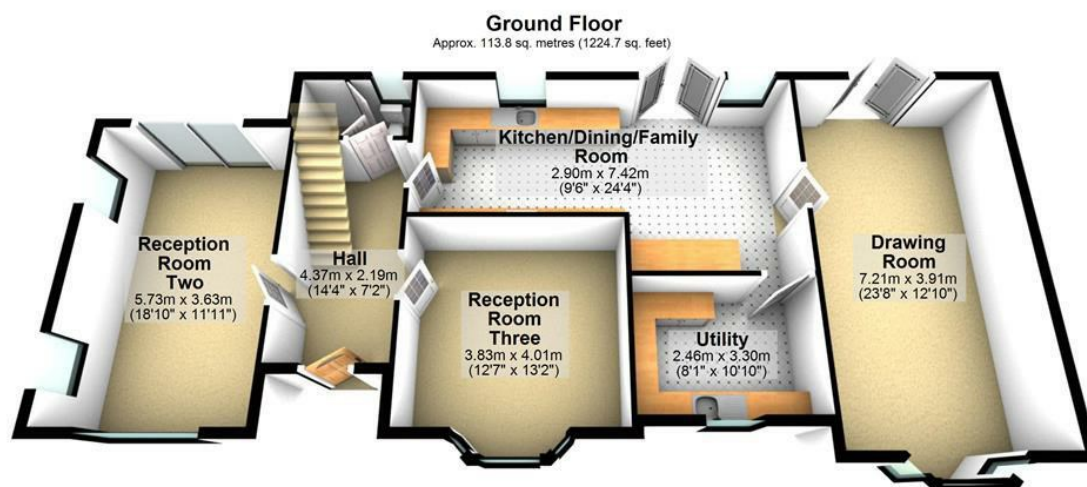 Ground Floor
Approx. 113.8 sq. metres (1224.7 sq. feet)
Kitchen/Dining/Family
Room
2.90m x 7.42m
(9'6" x 24'4")
Reception
Room
Two
5.73m x 3.63m
(18'10" x 11'11")
Hall
4.37m x 2.19m
(14'4" x 7'2")
Reception
Room
Three
3.83m x 4.01m
(12'7" x 13'2")
Utility
2.46m x 3.30m
(8'1" x 10'10")
Drawing
Room
7.21m x 3.91m
(23'8" x 12'10")